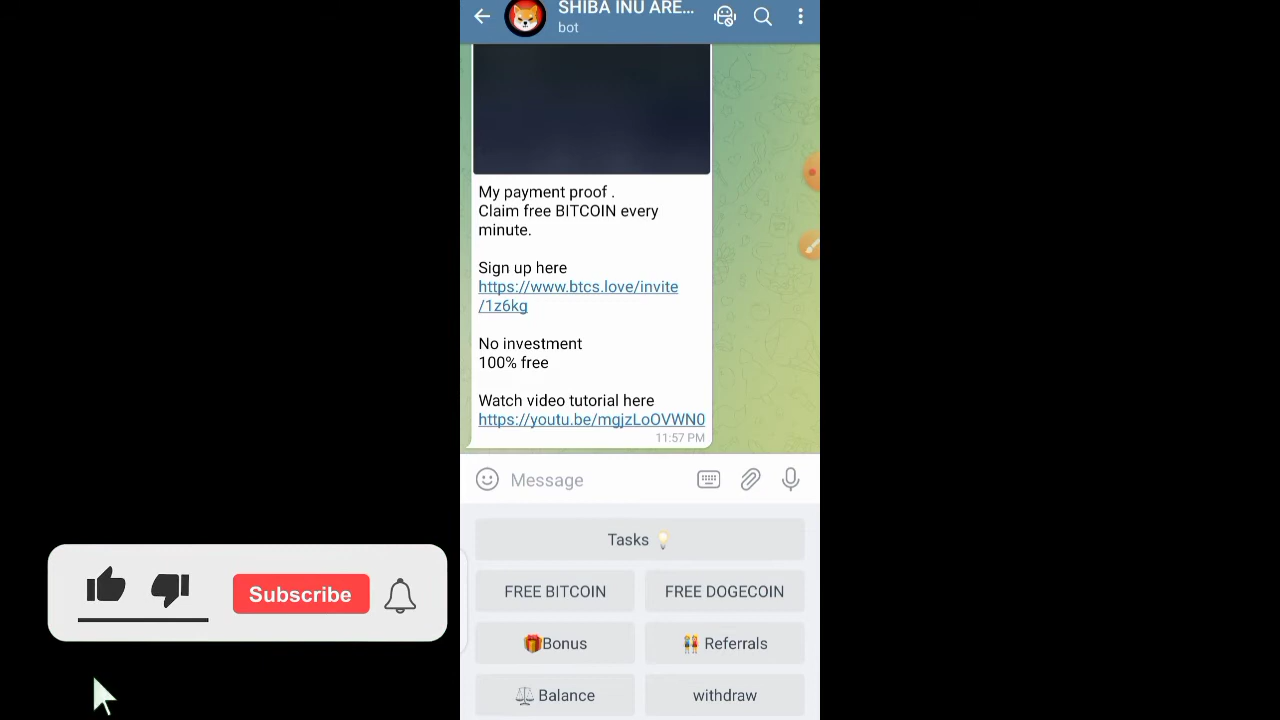 SHIBA INU ARE...
bot
My payment proof .
Claim free BITCOIN every
minute.
Sign up here
https://www.btcs.love/invite
/1z6kg
No investment
100% free
Watch video tutorial here
https://youtu.be/mgjzLoOVWN0
11:57 PM
Message
Tasks 💡
FREE BITCOIN
FREE DOGECOIN
🎁Bonus
👭 Referrals
⚖ Balance
withdraw
Subscribe